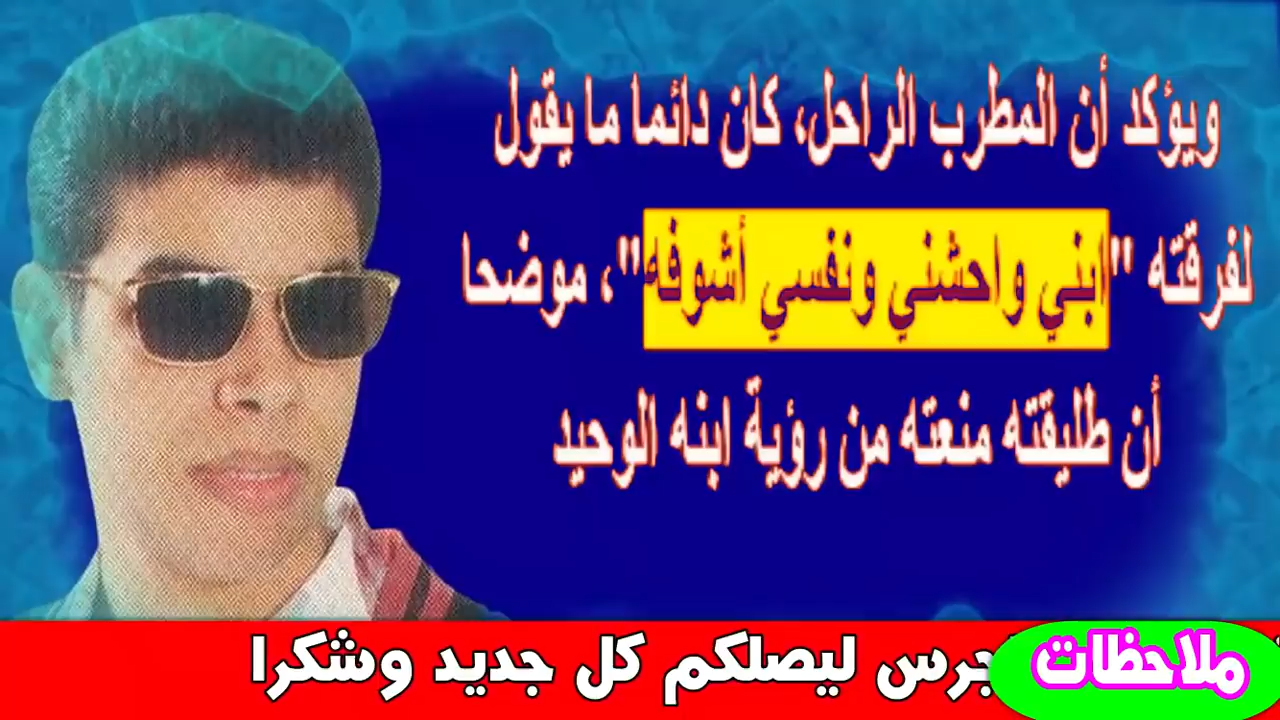 ويؤكد أن المطرب الراحل، كان دائما ما يقول
لفرقته "ابني واحشني ونفسي أشوفه"، موضحا
أن طليقته منعته من رؤية ابنه الوحيد
جرس ليصلكم كل جديد وشكرا
ملاحظات